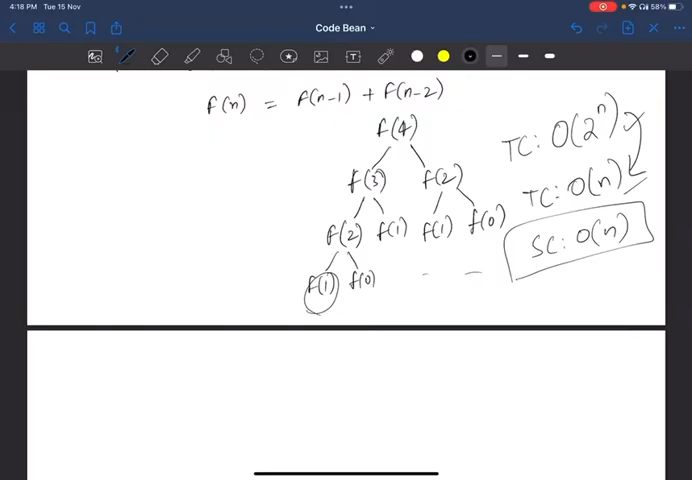 4:18 PM Tue 15 Nov
58%
Code Bean
f(n) = f(n-1) + f(n-2)
f(4)
TC: O(2^n)
f(3) f(2)
TC: O(n)
f(2) f(1) f(1) f(0)
SC: O(n)
f(1) f(0)